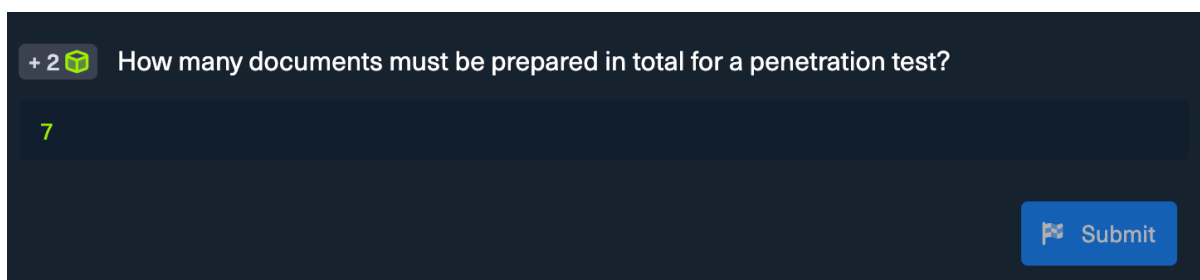 + 2 How many documents must be prepared in total for a penetration test?
7
Submit